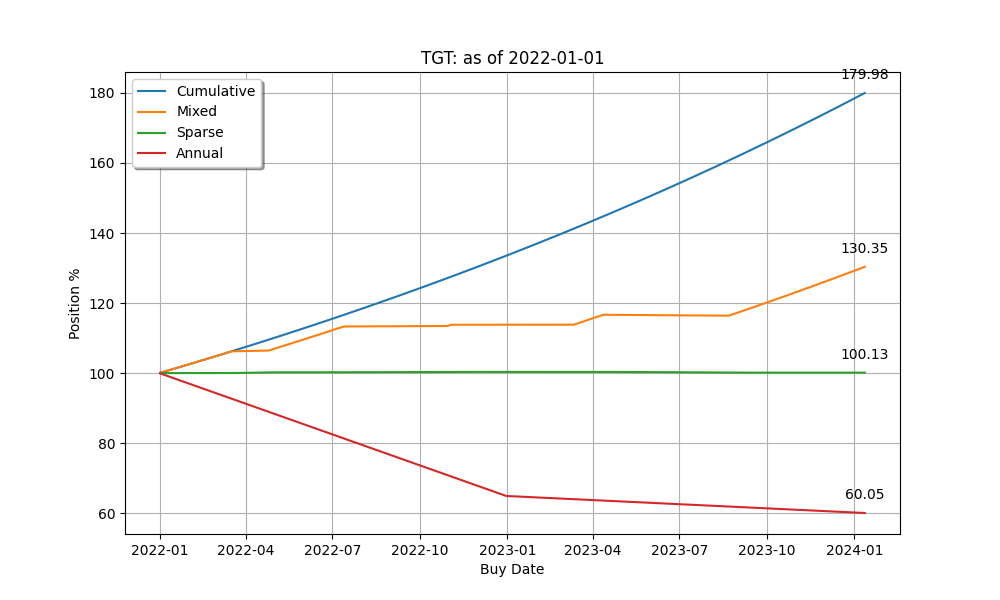 TGT: as of 2022-01-01
Cumulative
Mixed
Sparse
Annual
179.98
130.35
100.13
60.05
Position %
180
160
140
120
100
80
60
2022-01
2022-04
2022-07
2022-10
2023-01
2023-04
2023-07
2023-10
2024-01
Buy Date